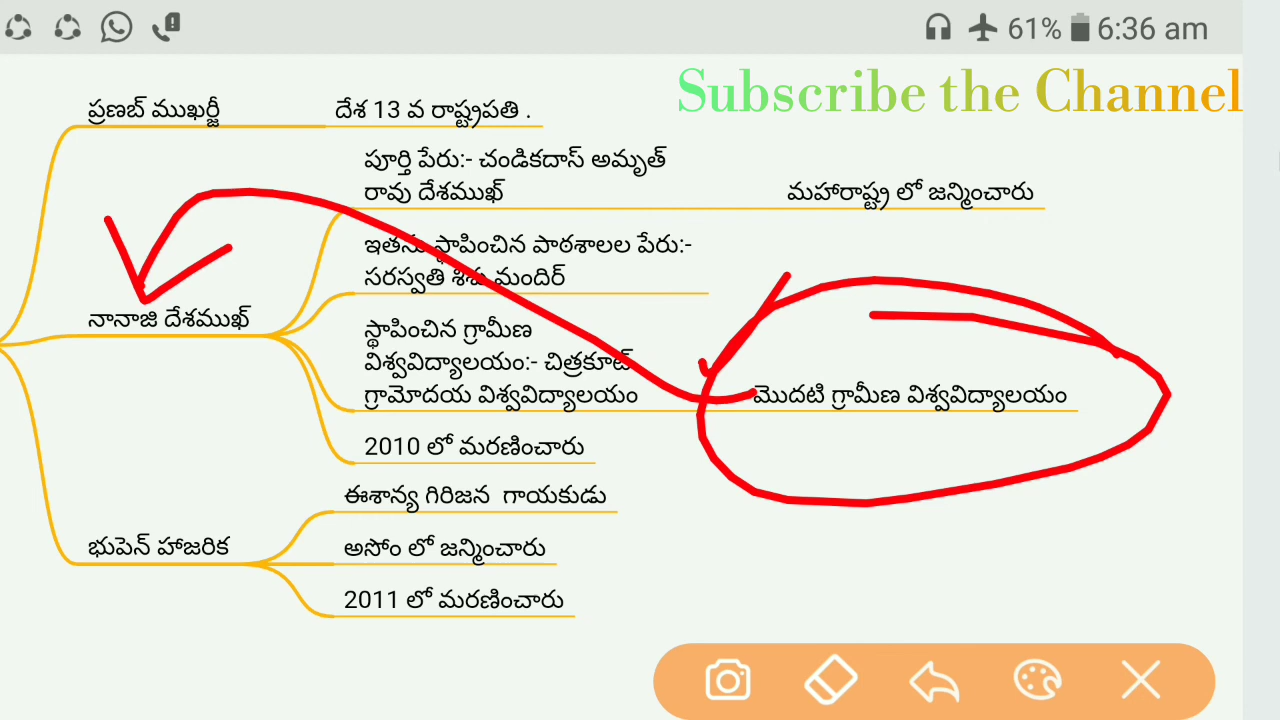 61% 6:36 am
Subscribe the Channel
ప్రణబ్ ముఖర్జీ
దేశ 13 వ రాష్ట్రపతి .
పూర్తి పేరు:- చండికదాస్ అమృత్
రావు దేశముఖ్
మహారాష్ట్ర లో జన్మించారు
ఇతను స్థాపించిన పాఠశాలల పేరు:-
సరస్వతి శిశు మందిర్
నానాజి దేశముఖ్
స్థాపించిన గ్రామీణ
విశ్వవిద్యాలయం:- చిత్రకూట్
గ్రామోదయ విశ్వవిద్యాలయం
మొదటి గ్రామీణ విశ్వవిద్యాలయం
2010 లో మరణించారు
ఈశాన్య గిరిజన గాయకుడు
భుపెన్ హాజరిక
అసోం లో జన్మించారు
2011 లో మరణించారు